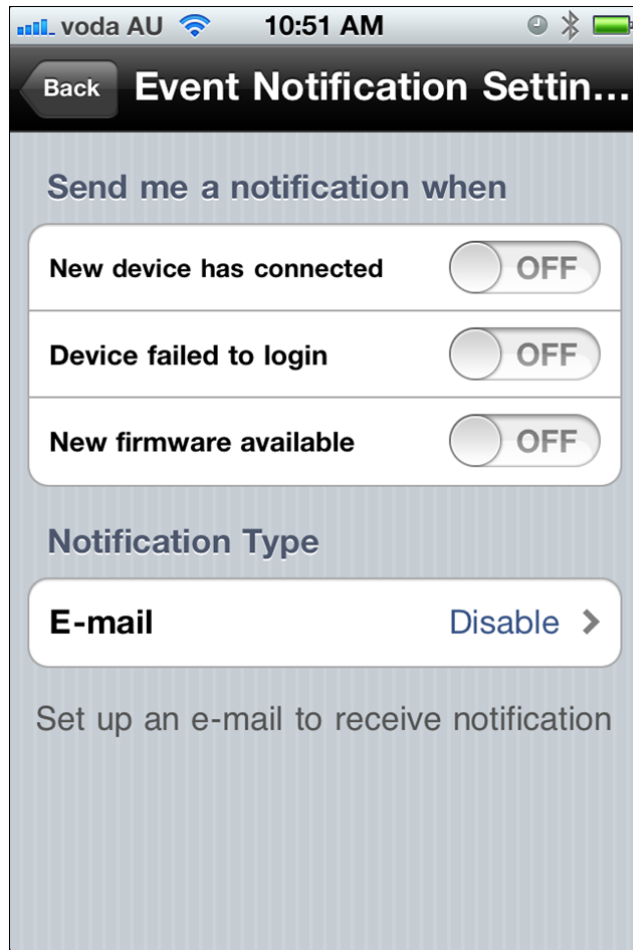 voda AU 10:51 AM
Back Event Notification Settin...
Send me a notification when
New device has connected OFF
Device failed to login OFF
New firmware available OFF
Notification Type
E-mail Disable
Set up an e-mail to receive notification